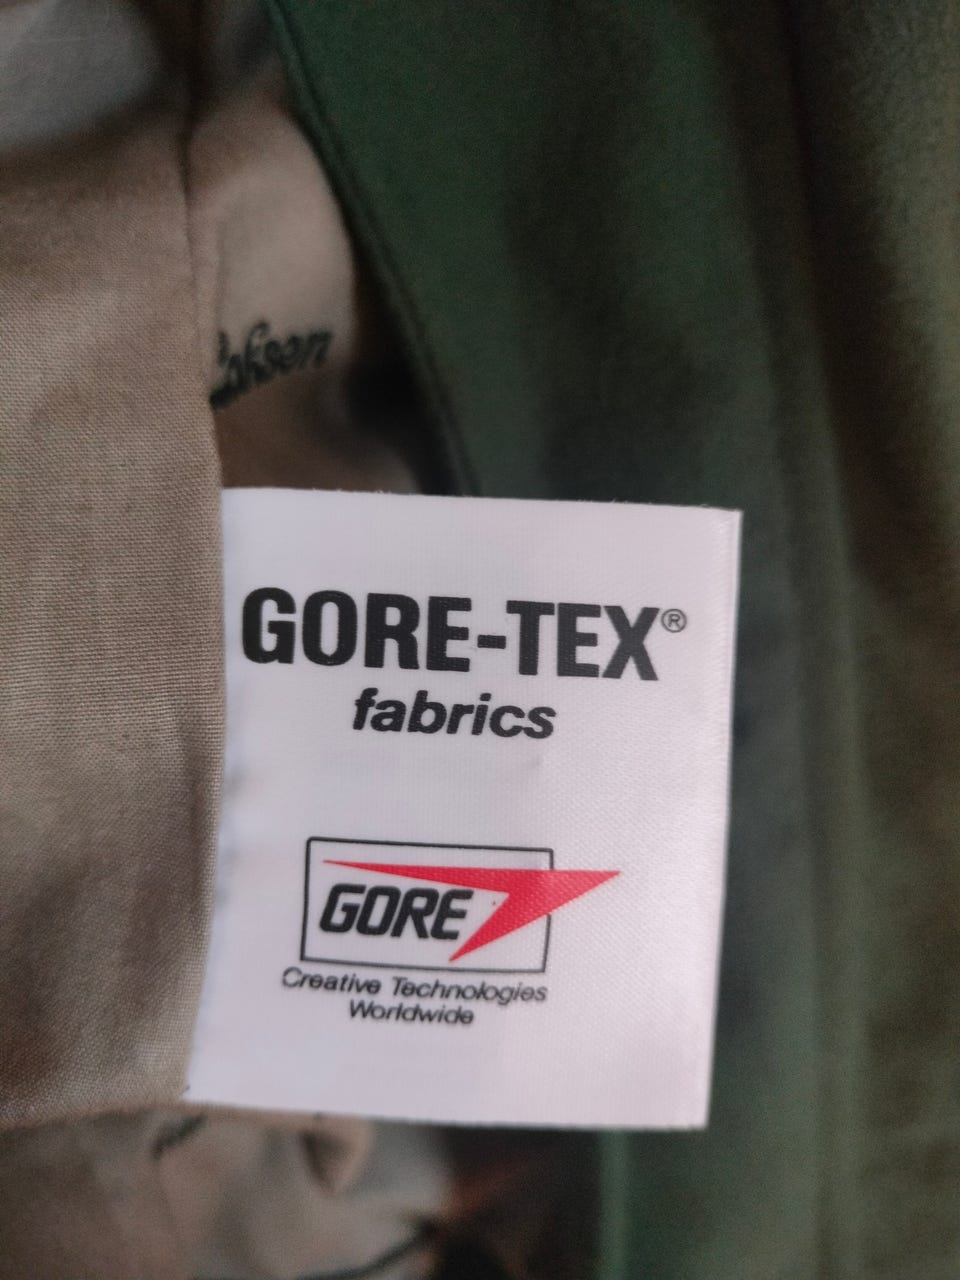 GORE-TEX®
fabrics
GORE
Creative Technologies
Worldwide